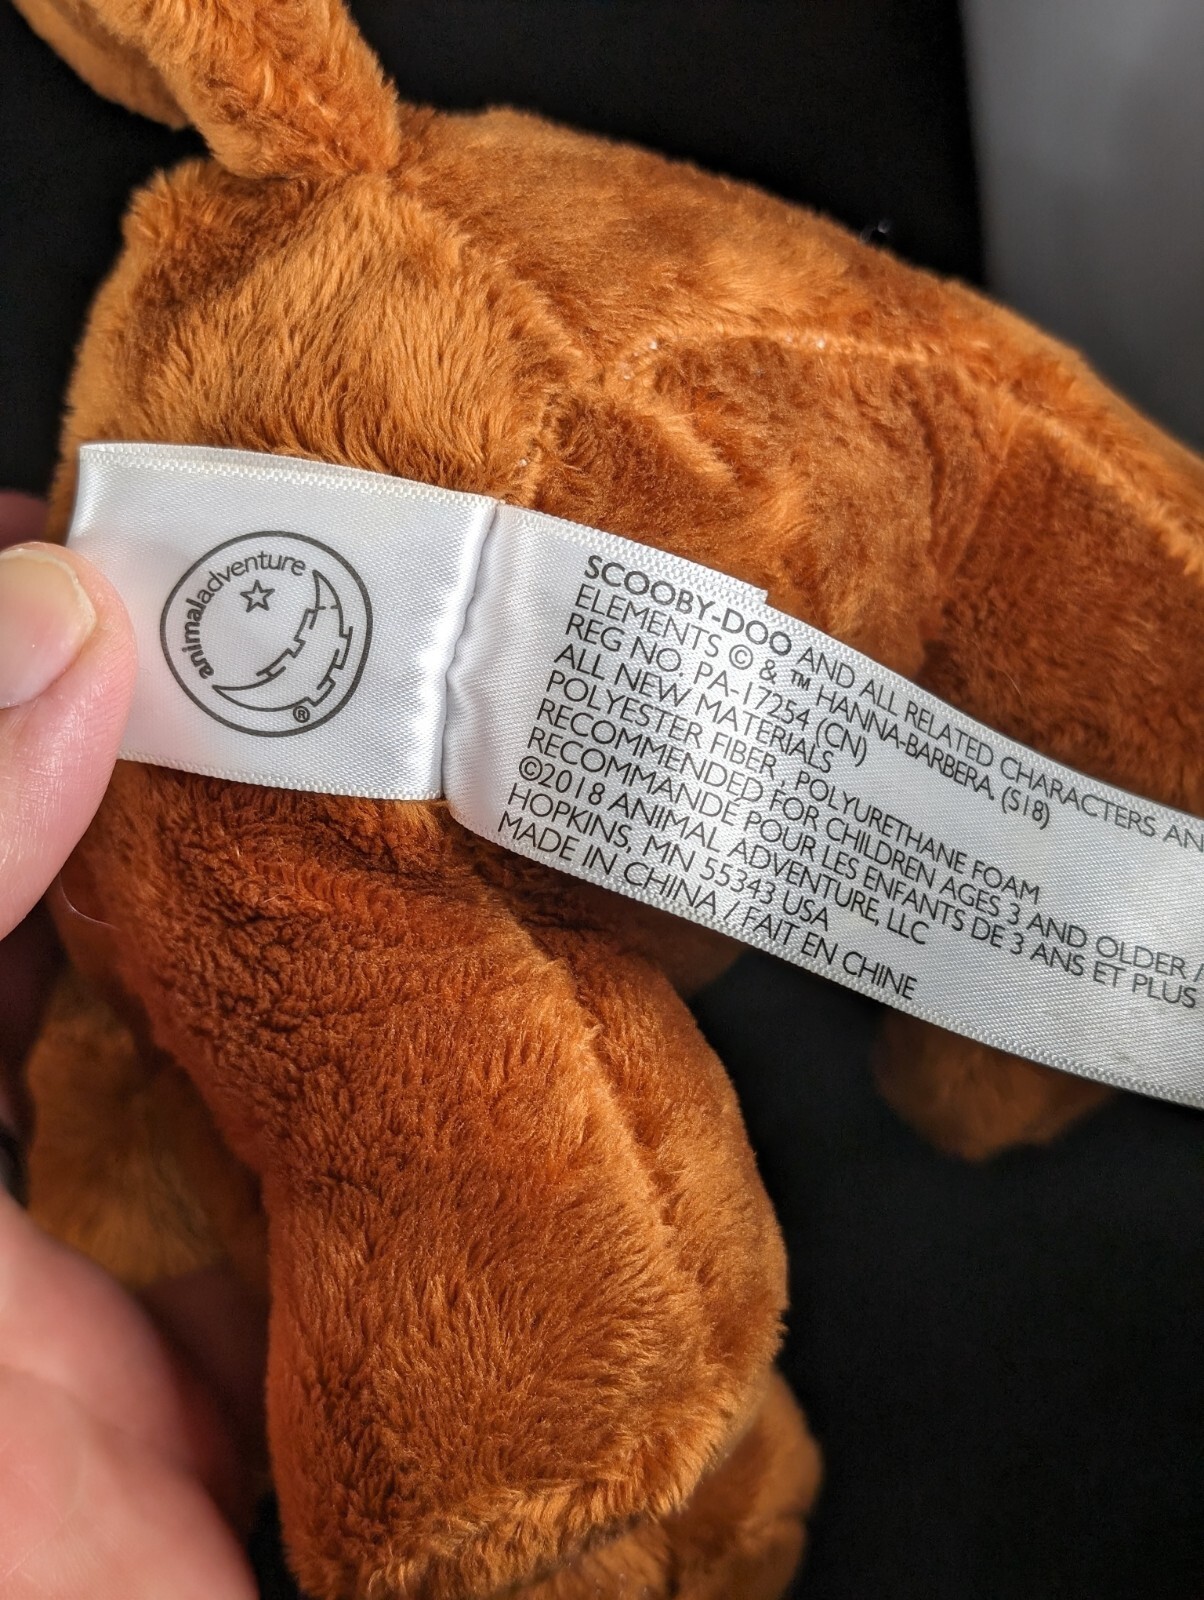 animaladventure
®
SCOOBY-DOO AND ALL RELATED CHARACTERS AN
ELEMENTS © & ™ HANNA-BARBERA. (S18)
REG NO. PA-17254 (CN)
ALL NEW MATERIALS
POLYESTER FIBER, POLYURETHANE FOAM
RECOMMENDED FOR CHILDREN AGES 3 AND OLDER /
RECOMMANDÉ POUR LES ENFANTS DE 3 ANS ET PLUS
©2018 ANIMAL ADVENTURE, LLC
HOPKINS, MN 55343 USA
MADE IN CHINA / FAIT EN CHINE